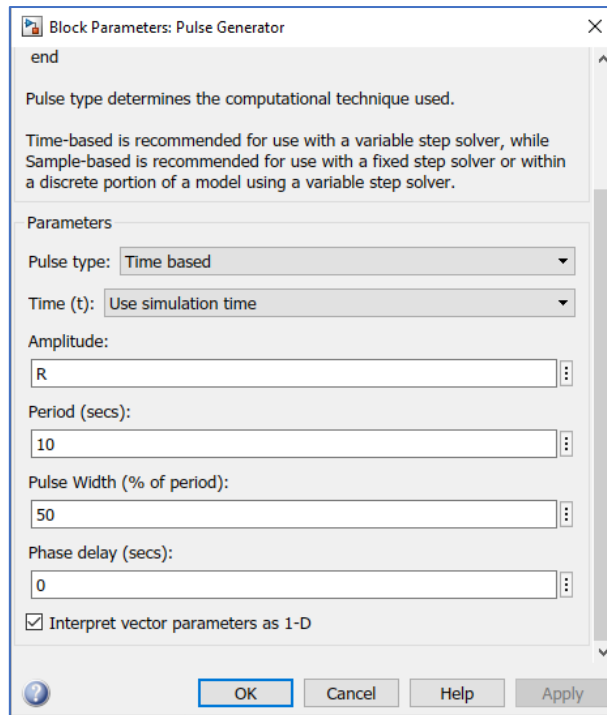 Block Parameters: Pulse Generator
end
Pulse type determines the computational technique used.
Time-based is recommended for use with a variable step solver, while
Sample-based is recommended for use with a fixed step solver or within
a discrete portion of a model using a variable step solver.
Parameters
Pulse type: Time based
Time (t): Use simulation time
Amplitude:
R
Period (secs):
10
Pulse Width (% of period):
50
Phase delay (secs):
0
Interpret vector parameters as 1-D
OK Cancel Help Apply